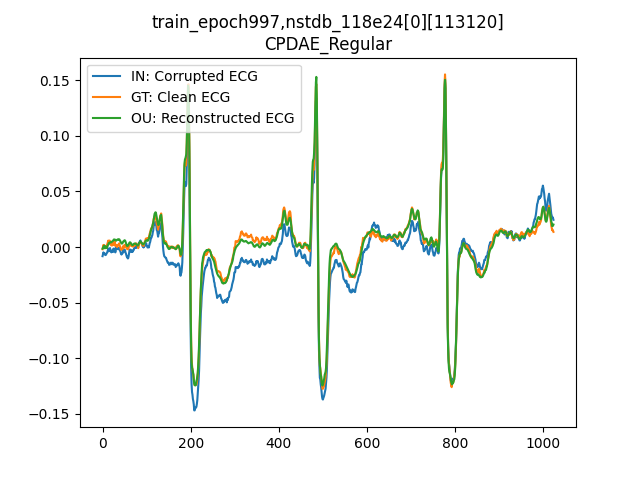 train_epoch997,nstdb_118e24[0][113120]
CPDAE_Regular
IN: Corrupted ECG
GT: Clean ECG
OU: Reconstructed ECG
0.15
0.10
0.05
0.00
−0.05
−0.10
−0.15
0
200
400
600
800
1000